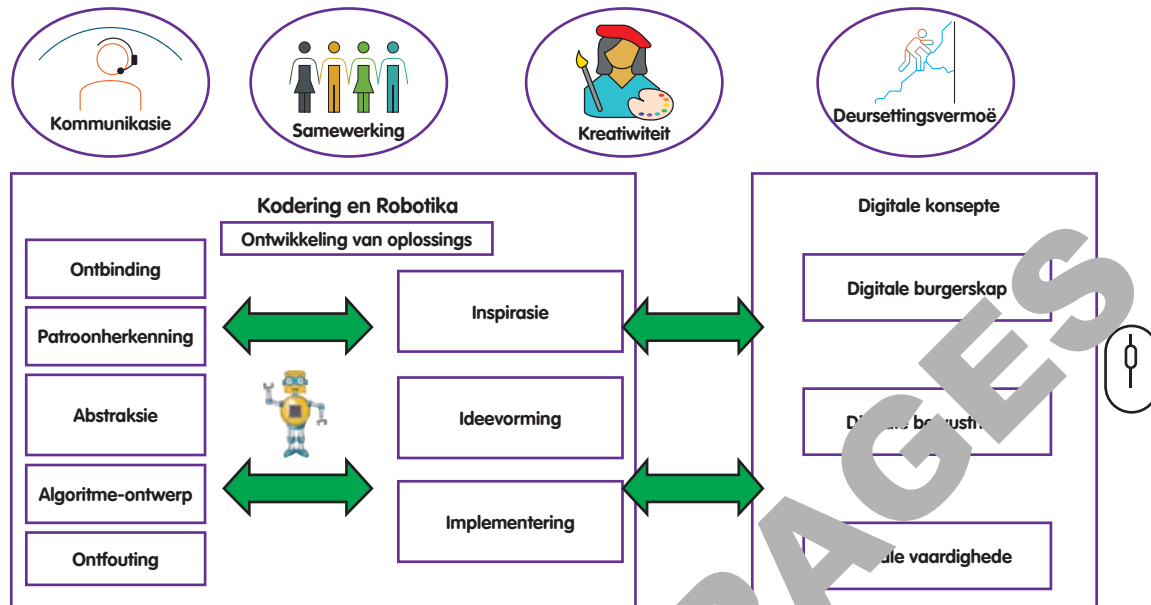 Kommunikasie
Samewerking
Kreatiwiteit
Deursettingsvermoë
Kodering en Robotika
Ontwikkeling van oplossings
Ontbinding
Patroonherkenning
Abstraksie
Algoritme-ontwerp
Ontfouting
Inspirasie
Ideevorming
Implementering
Digitale konsepte
Digitale burgerskap
vaardighede
PAGES